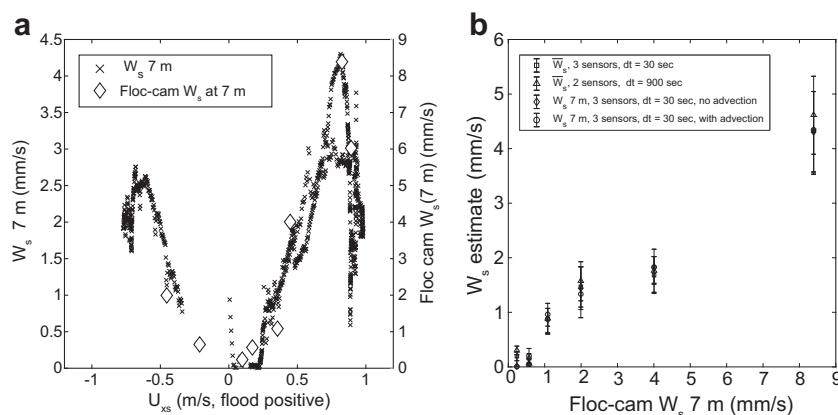 a
4.5
4
3.5
3
2.5
2
1.5
1
0.5
0
W_s 7 m (mm/s)
× W_s 7 m
◇ Floc-cam W_s at 7 m
9
8
7
6
5
4
3
2
1
0
Floc cam W_s(7 m) (mm/s)
-1 -0.5 0 0.5 1
U_xs (m/s, flood positive)
b
6
5
4
3
2
1
0
W_s estimate (mm/s)
W̅_s, 3 sensors, dt = 30 sec
W̅_s, 2 sensors, dt = 900 sec
W_s 7 m, 3 sensors, dt = 30 sec, no advection
W_s 7 m, 3 sensors, dt = 30 sec, with advection
0 1 2 3 4 5 6 7 8 9
Floc-cam W_s 7 m (mm/s)